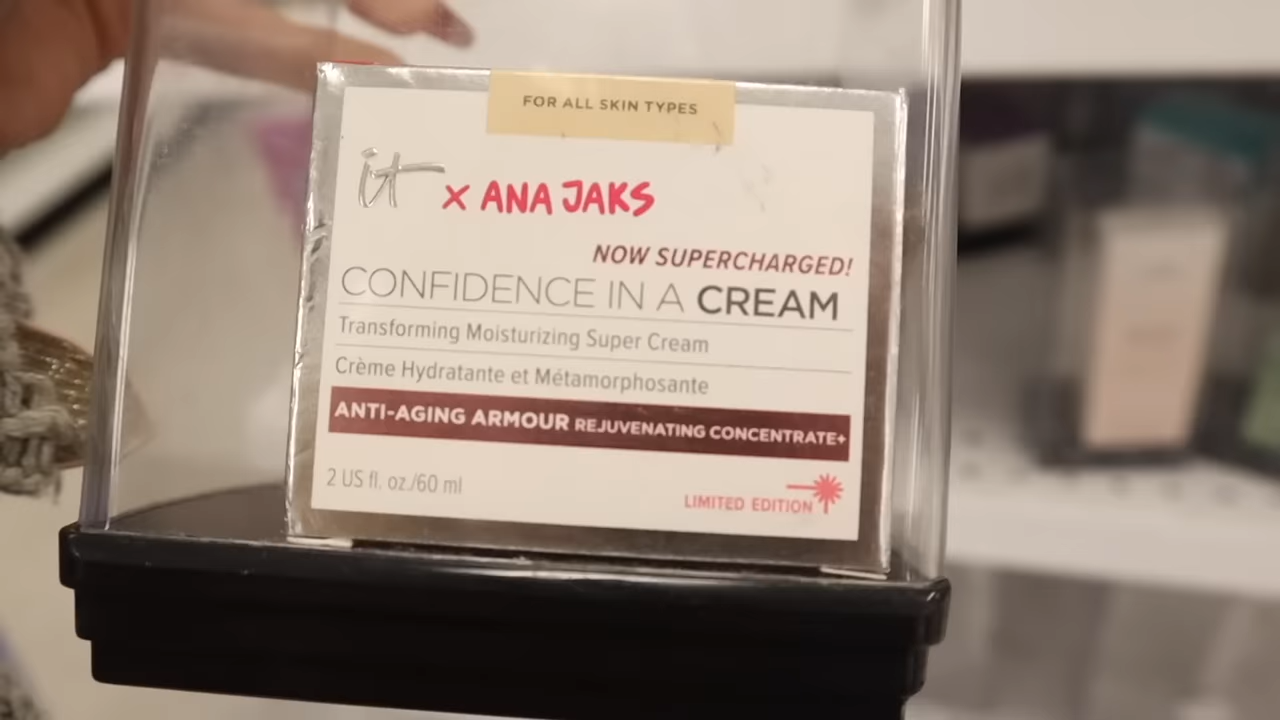 FOR ALL SKIN TYPES
it x ANA JAKS
NOW SUPERCHARGED!
CONFIDENCE IN A CREAM
Transforming Moisturizing Super Cream
Crème Hydratante et Métamorphosante
ANTI-AGING ARMOUR REJUVENATING CONCENTRATE+
2 US fl. oz./60 ml
LIMITED EDITION